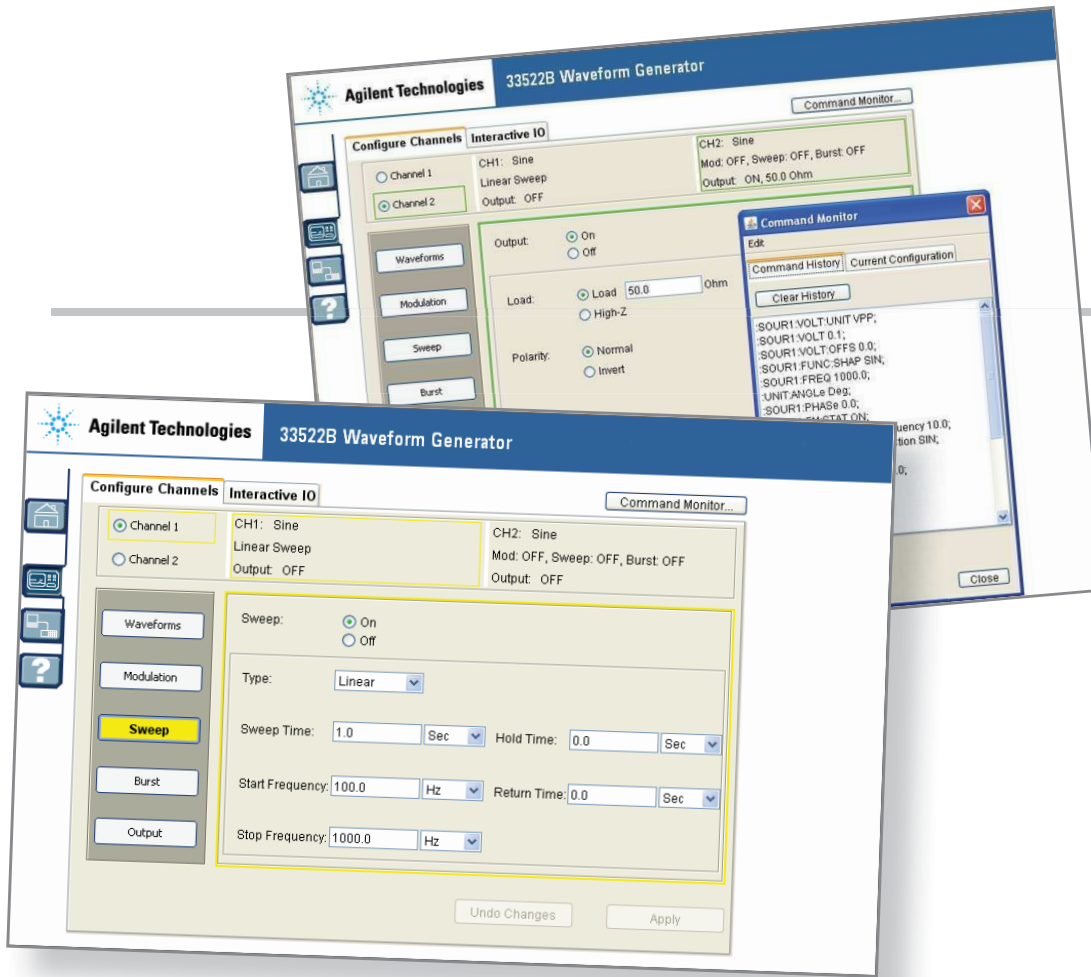 Agilent Technologies 33522B Waveform Generator
Command Monitor...
Configure Channels Interactive IO
Channel 1
Channel 2
CH1: Sine
Linear Sweep
Output: OFF
CH2: Sine
Mod: OFF, Sweep: OFF, Burst: OFF
Output: ON, 50.0 Ohm
Waveforms
Modulation
Sweep
Burst
Output: On
Off
Load: Load 50.0 Ohm
High-Z
Polarity: Normal
Invert
?
Command Monitor
Edit
Command History Current Configuration
Clear History
:SOUR1:VOLT:UNIT VPP;
:SOUR1:VOLT 0.1;
:SOUR1:VOLT:OFFS 0.0;
:SOUR1:FUNC:SHAP SIN;
:SOUR1:FREQ 1000.0;
:UNIT:ANGLe Deg;
:SOUR1:PHASe 0.0;
10.0;
SIN;
Close
Agilent Technologies 33522B Waveform Generator
Configure Channels Interactive IO
Command Monitor...
Channel 1
Channel 2
CH1: Sine
Linear Sweep
Output: OFF
CH2: Sine
Mod: OFF, Sweep: OFF, Burst: OFF
Output: OFF
?
Waveforms
Modulation
Sweep
Burst
Output
Sweep: On
Off
Type: Linear
Sweep Time: 1.0 Sec Hold Time: 0.0 Sec
Start Frequency: 100.0 Hz Return Time: 0.0 Sec
Stop Frequency: 1000.0 Hz
Undo Changes Apply